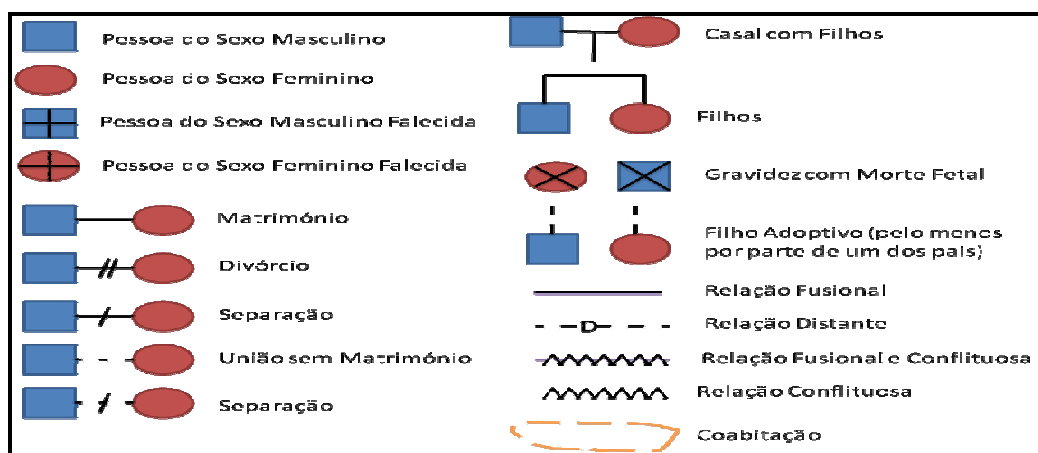 Pessoa do Sexo Masculino
Pessoa do Sexo Feminino
Pessoa do Sexo Masculino Falecida
Pessoa do Sexo Feminino Falecida
Matrimónio
Divórcio
Separação
União sem Matrimónio
Separação
Casal com Filhos
Filhos
Gravidez com Morte Fetal
Filho Adoptivo (pelo menos
por parte de um dos pais)
Relação Fusional
D
Relação Distante
Relação Fusional e Conflituosa
Relação Conflituosa
Coabitação